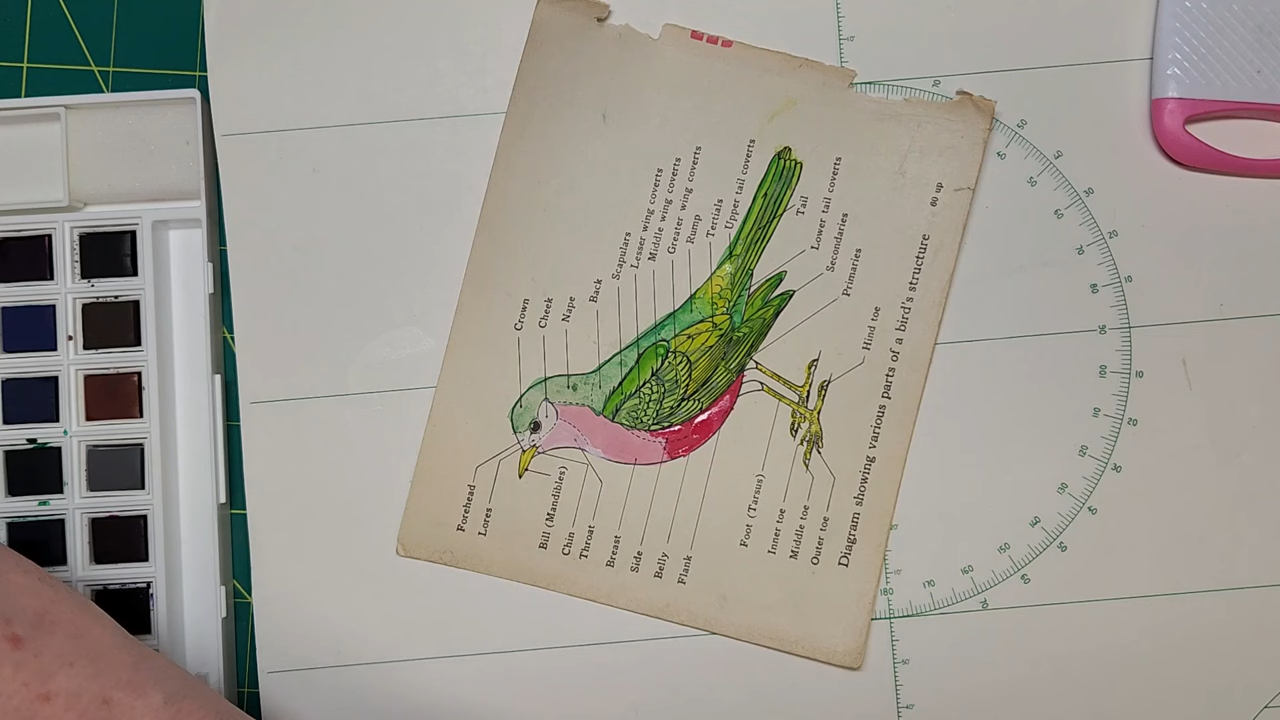 Crown
Cheek
Nape
Back
Scapulars
Lesser wing coverts
Middle wing coverts
Greater wing coverts
Rump
Tertials
Upper tail coverts
Tail
Lower tail coverts
Secondaries
Primaries
Hind toe
Forehead
Lores
Bill (Mandibles)
Chin
Throat
Breast
Side
Belly
Flank
Foot (Tarsus)
Inner toe
Middle toe
Outer toe
Diagram showing various parts of a bird's structure
60 up